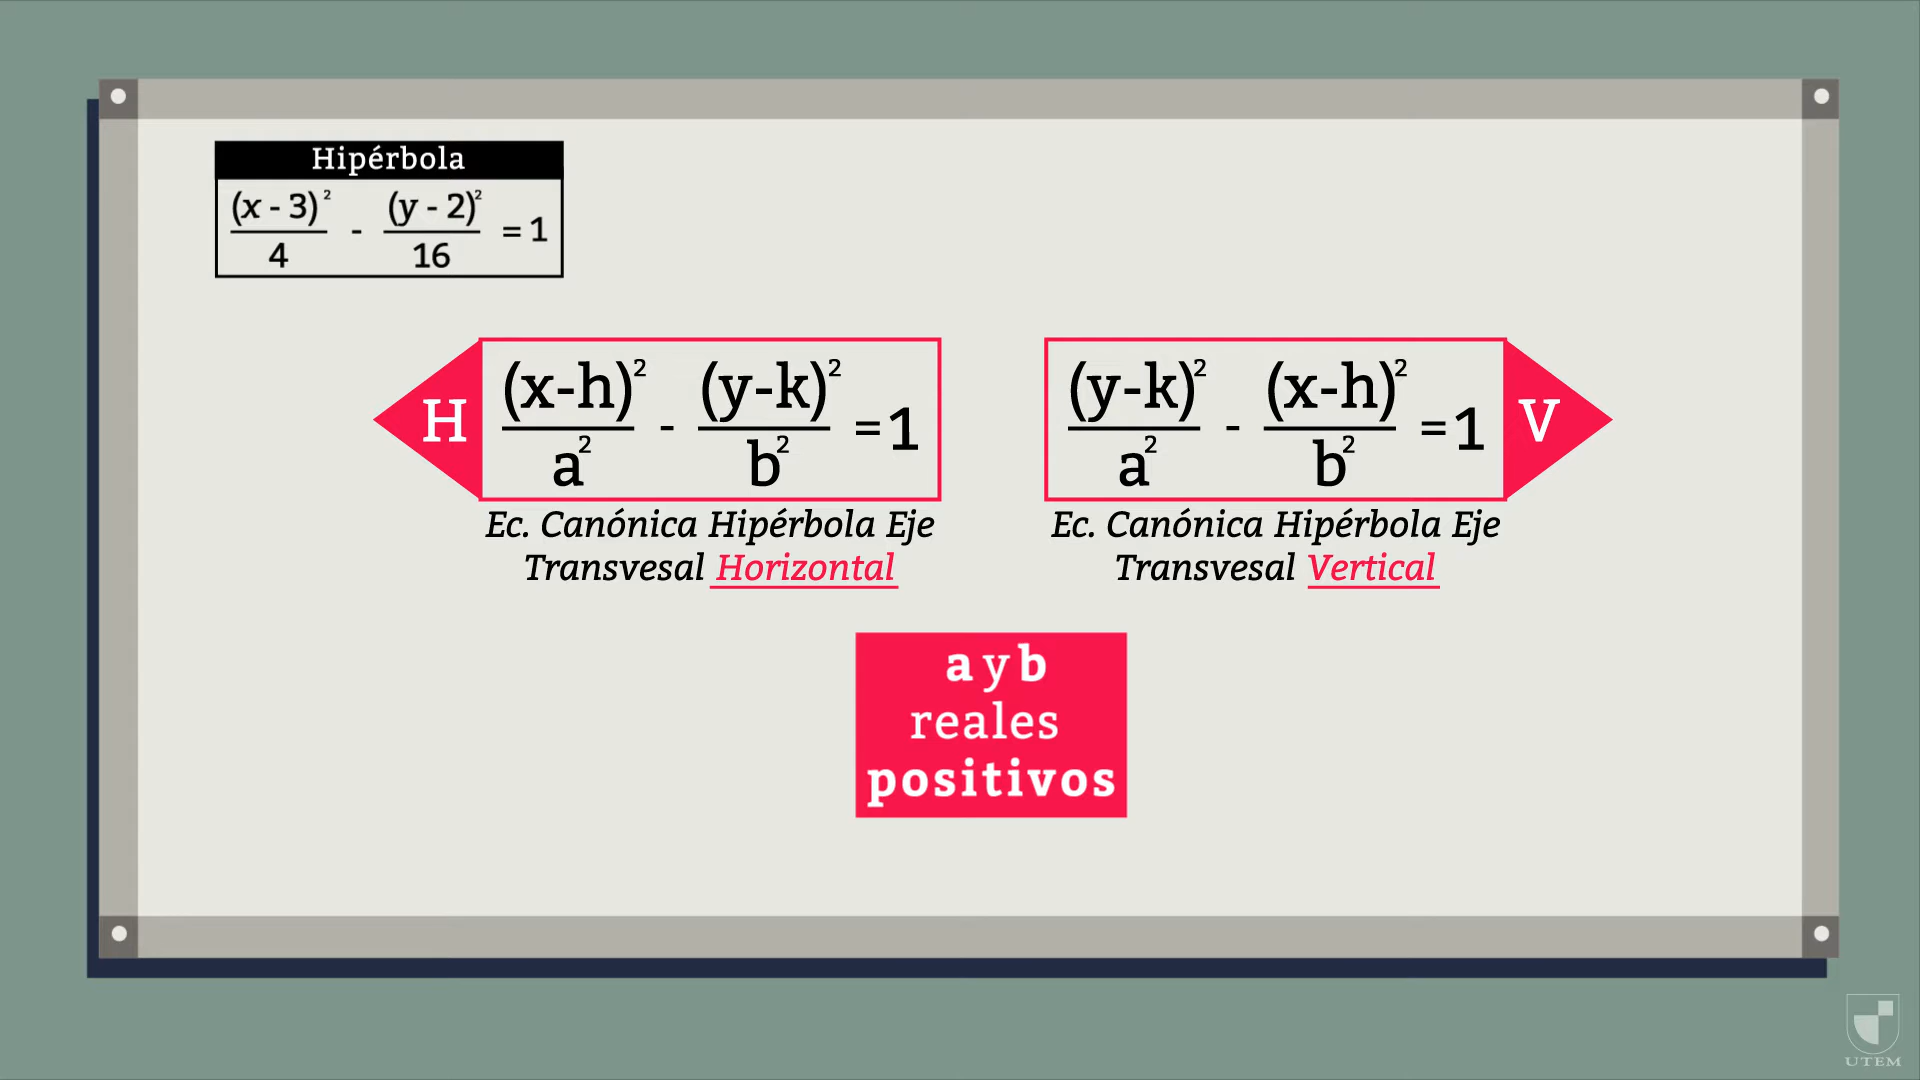 Hipérbola
(x - 3)² / 4 - (y - 2)² / 16 = 1
H (x-h)² / a² - (y-k)² / b² =1
Ec. Canónica Hipérbola Eje
Transvesal Horizontal
(y-k)² / a² - (x-h)² / b² =1 V
Ec. Canónica Hipérbola Eje
Transvesal Vertical
a y b
reales
positivos
UTEM